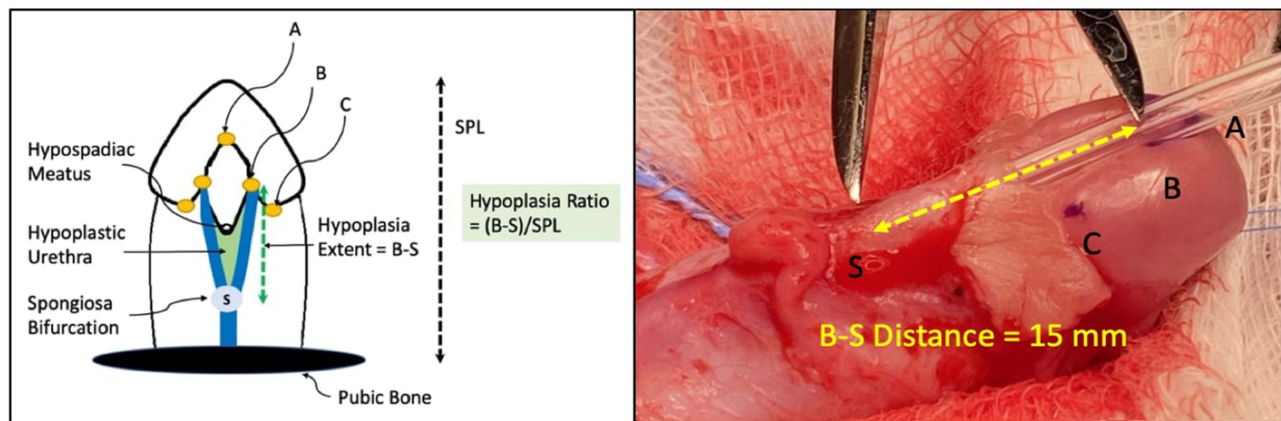 A
B
C
Hypospadiac
Meatus
Hypoplastic
Urethra
Spongiosa
Bifurcation
S
Hypoplasia
Extent = B-S
Pubic Bone
SPL
Hypoplasia Ratio
= (B-S)/SPL
A
B
C
S
B-S Distance = 15 mm